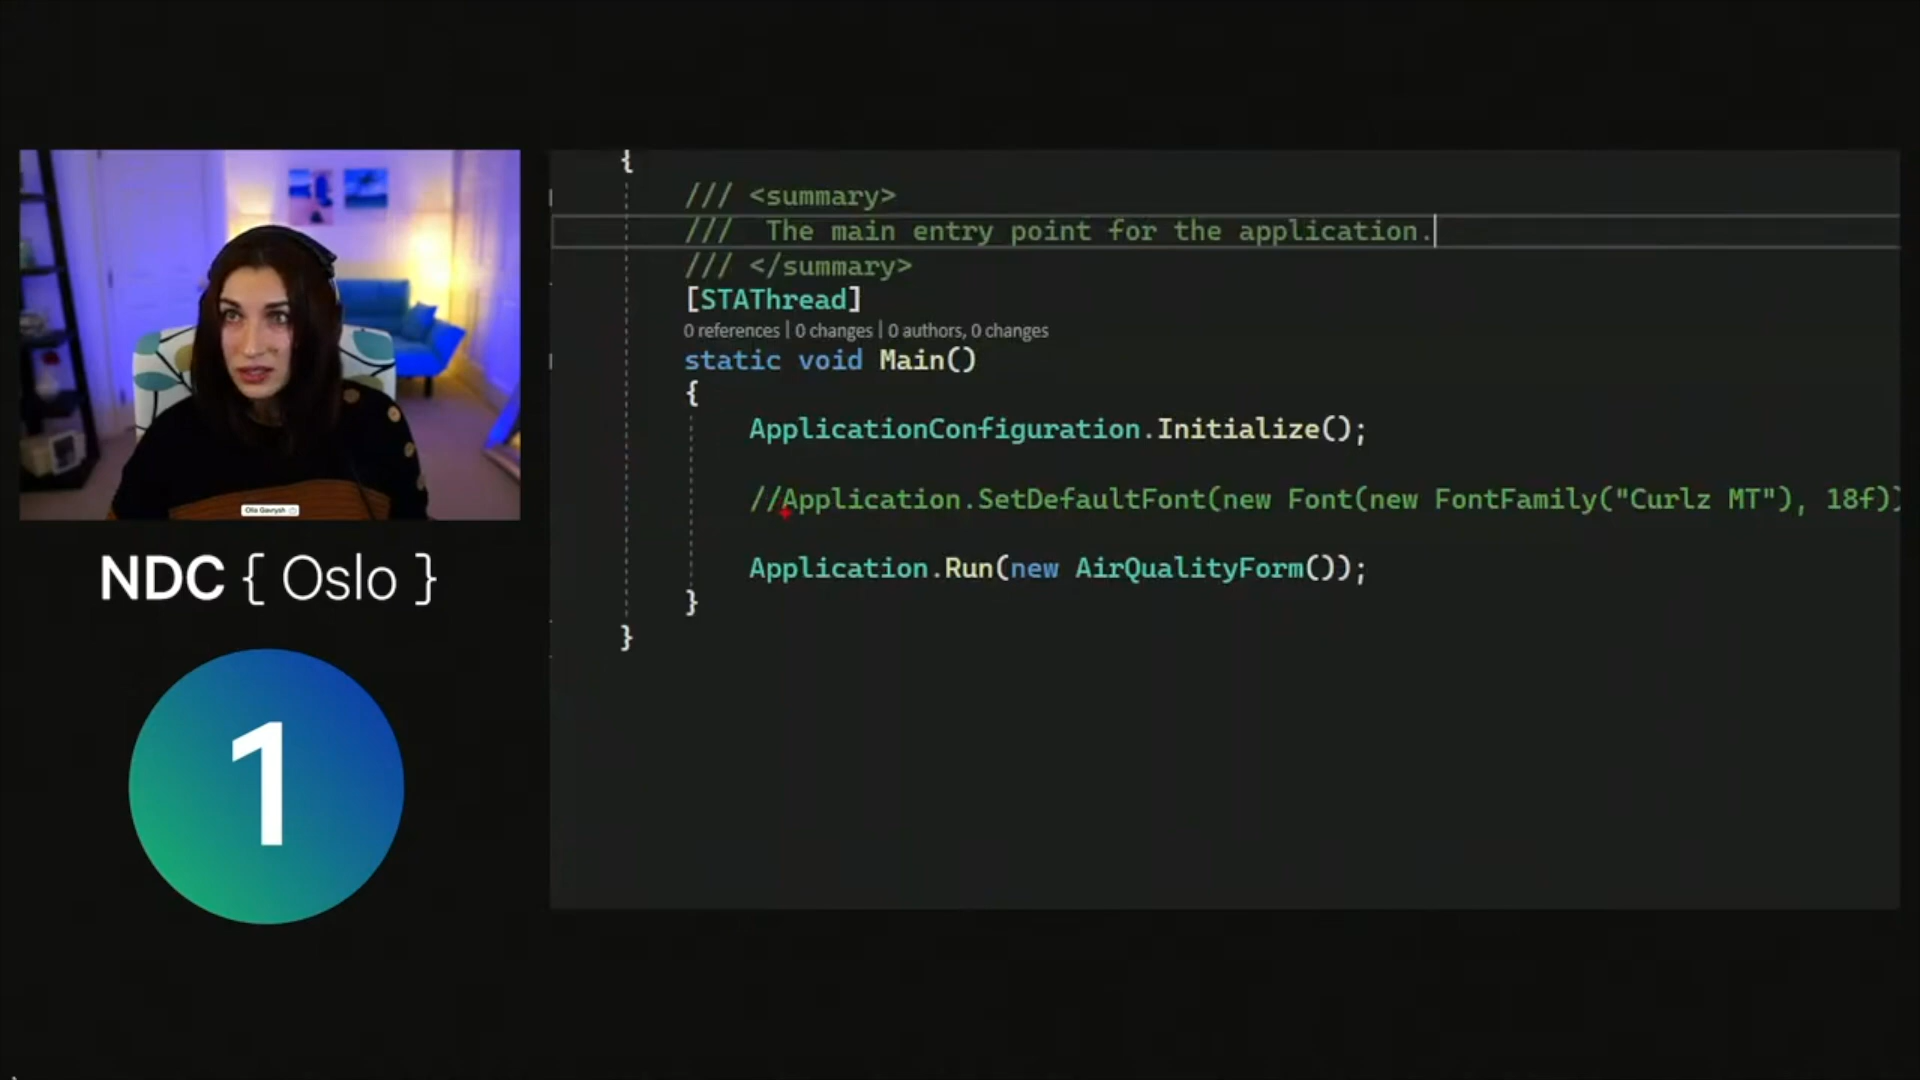 Olia Gavrysh
NDC { Oslo }
1
{
/// <summary>
///  The main entry point for the application.
/// </summary>
[STAThread]
0 references | 0 changes | 0 authors, 0 changes
static void Main()
{
ApplicationConfiguration.Initialize();
//Application.SetDefaultFont(new Font(new FontFamily("Curlz MT"), 18f))
Application.Run(new AirQualityForm());
}
}